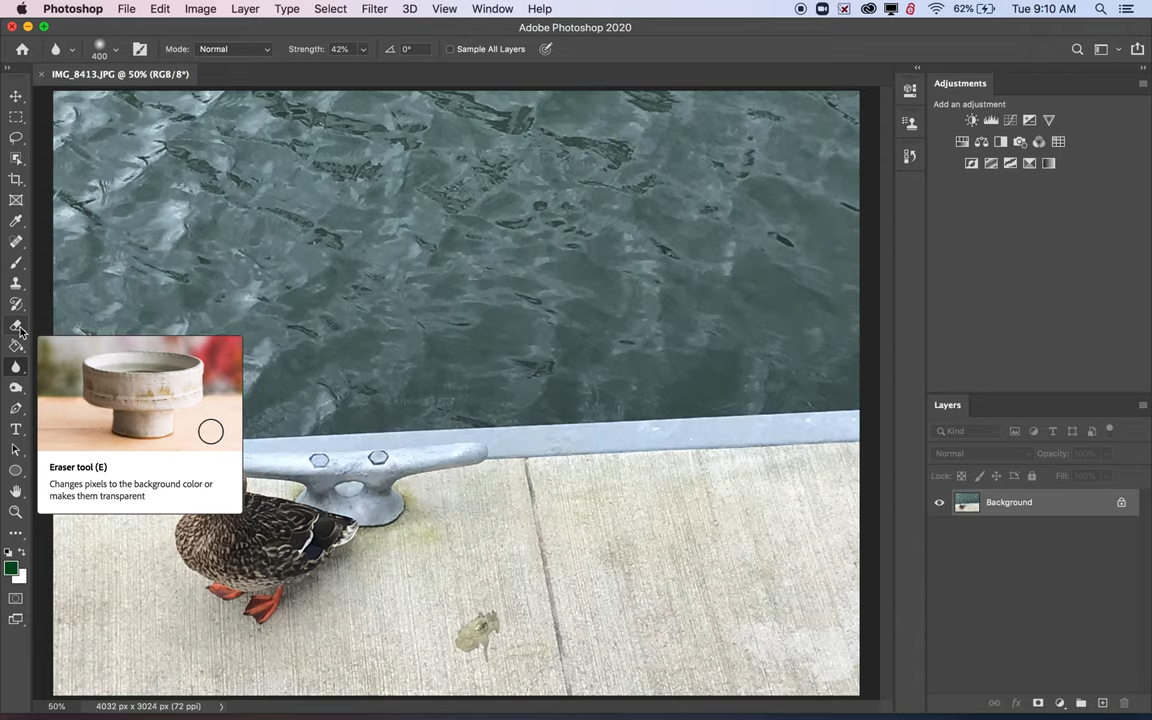 Photoshop File Edit Image Layer Type Select Filter 3D View Window Help 62% Tue 9:10 AM
Adobe Photoshop 2020
400 Mode: Normal Strength: 42% 0° Sample All Layers
× IMG_8413.JPG @ 50% (RGB/8*)
Adjustments
Add an adjustment
Eraser tool (E)
Changes pixels to the background color or
makes them transparent
Layers
Kind
Normal Opacity: 100%
Lock: Fill: 100%
Background
50% 4032 px x 3024 px (72 ppi)